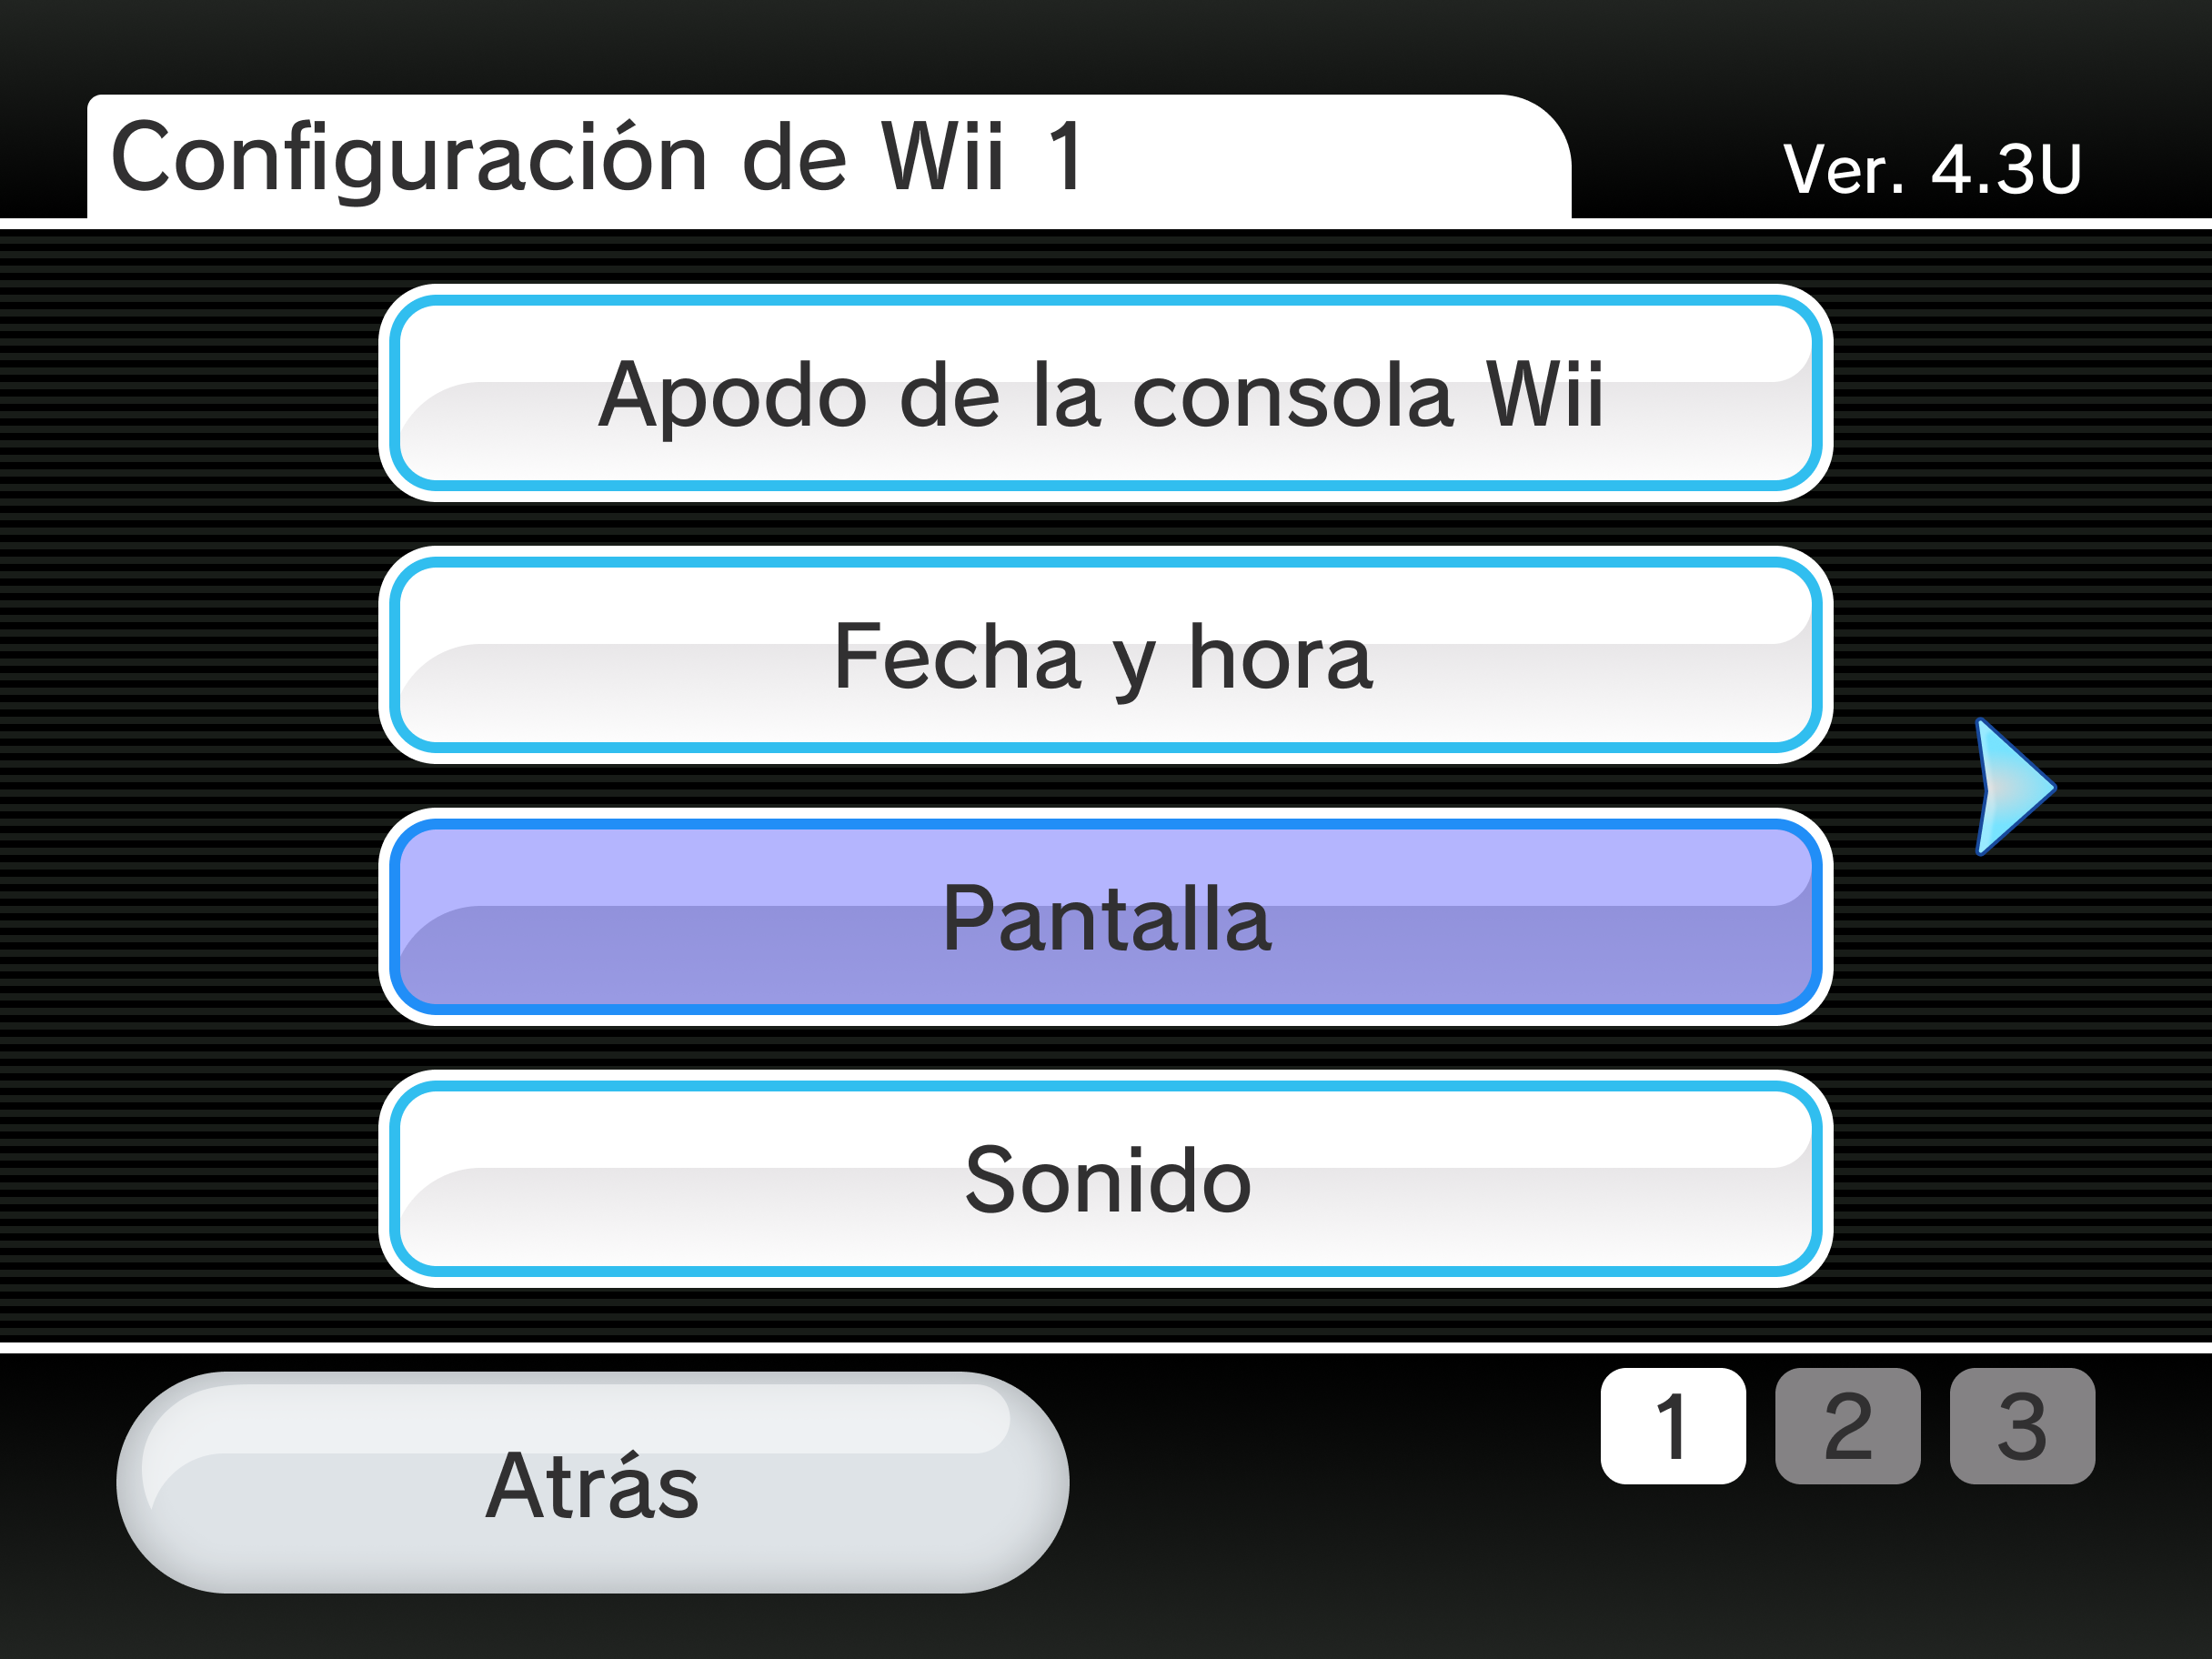 Configuración de Wii 1
Ver. 4.3U
Apodo de la consola Wii
Fecha y hora
Pantalla
Sonido
Atrás
1 2 3